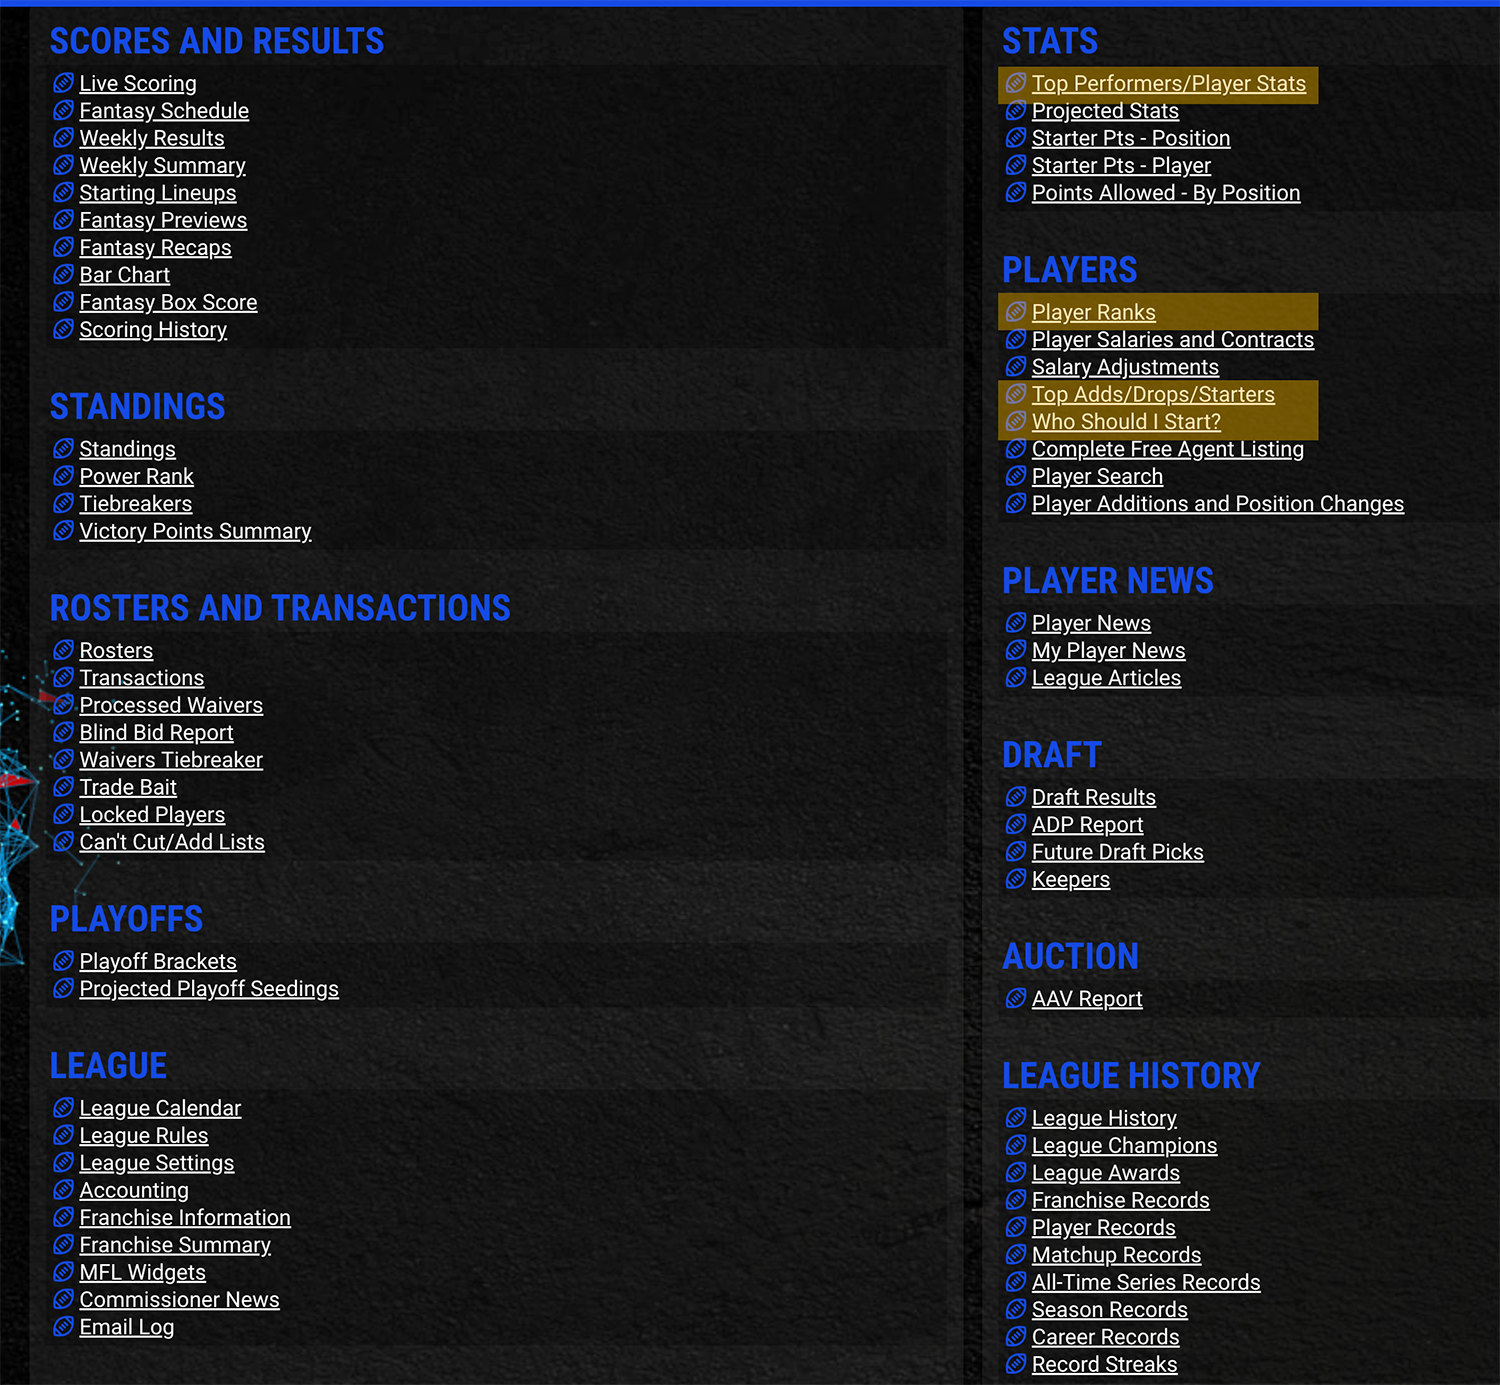 SCORES AND RESULTS
Live Scoring
Fantasy Schedule
Weekly Results
Weekly Summary
Starting Lineups
Fantasy Previews
Fantasy Recaps
Bar Chart
Fantasy Box Score
Scoring History
STANDINGS
Standings
Power Rank
Tiebreakers
Victory Points Summary
ROSTERS AND TRANSACTIONS
Rosters
Transactions
Processed Waivers
Blind Bid Report
Waivers Tiebreaker
Trade Bait
Locked Players
Can't Cut/Add Lists
PLAYOFFS
Playoff Brackets
Projected Playoff Seedings
LEAGUE
League Calendar
League Rules
League Settings
Accounting
Franchise Information
Franchise Summary
MFL Widgets
Commissioner News
Email Log
STATS
Top Performers/Player Stats
Projected Stats
Starter Pts - Position
Starter Pts - Player
Points Allowed - By Position
PLAYERS
Player Ranks
Player Salaries and Contracts
Salary Adjustments
Top Adds/Drops/Starters
Who Should I Start?
Complete Free Agent Listing
Player Search
Player Additions and Position Changes
PLAYER NEWS
Player News
My Player News
League Articles
DRAFT
Draft Results
ADP Report
Future Draft Picks
Keepers
AUCTION
AAV Report
LEAGUE HISTORY
League History
League Champions
League Awards
Franchise Records
Player Records
Matchup Records
All-Time Series Records
Season Records
Career Records
Record Streaks